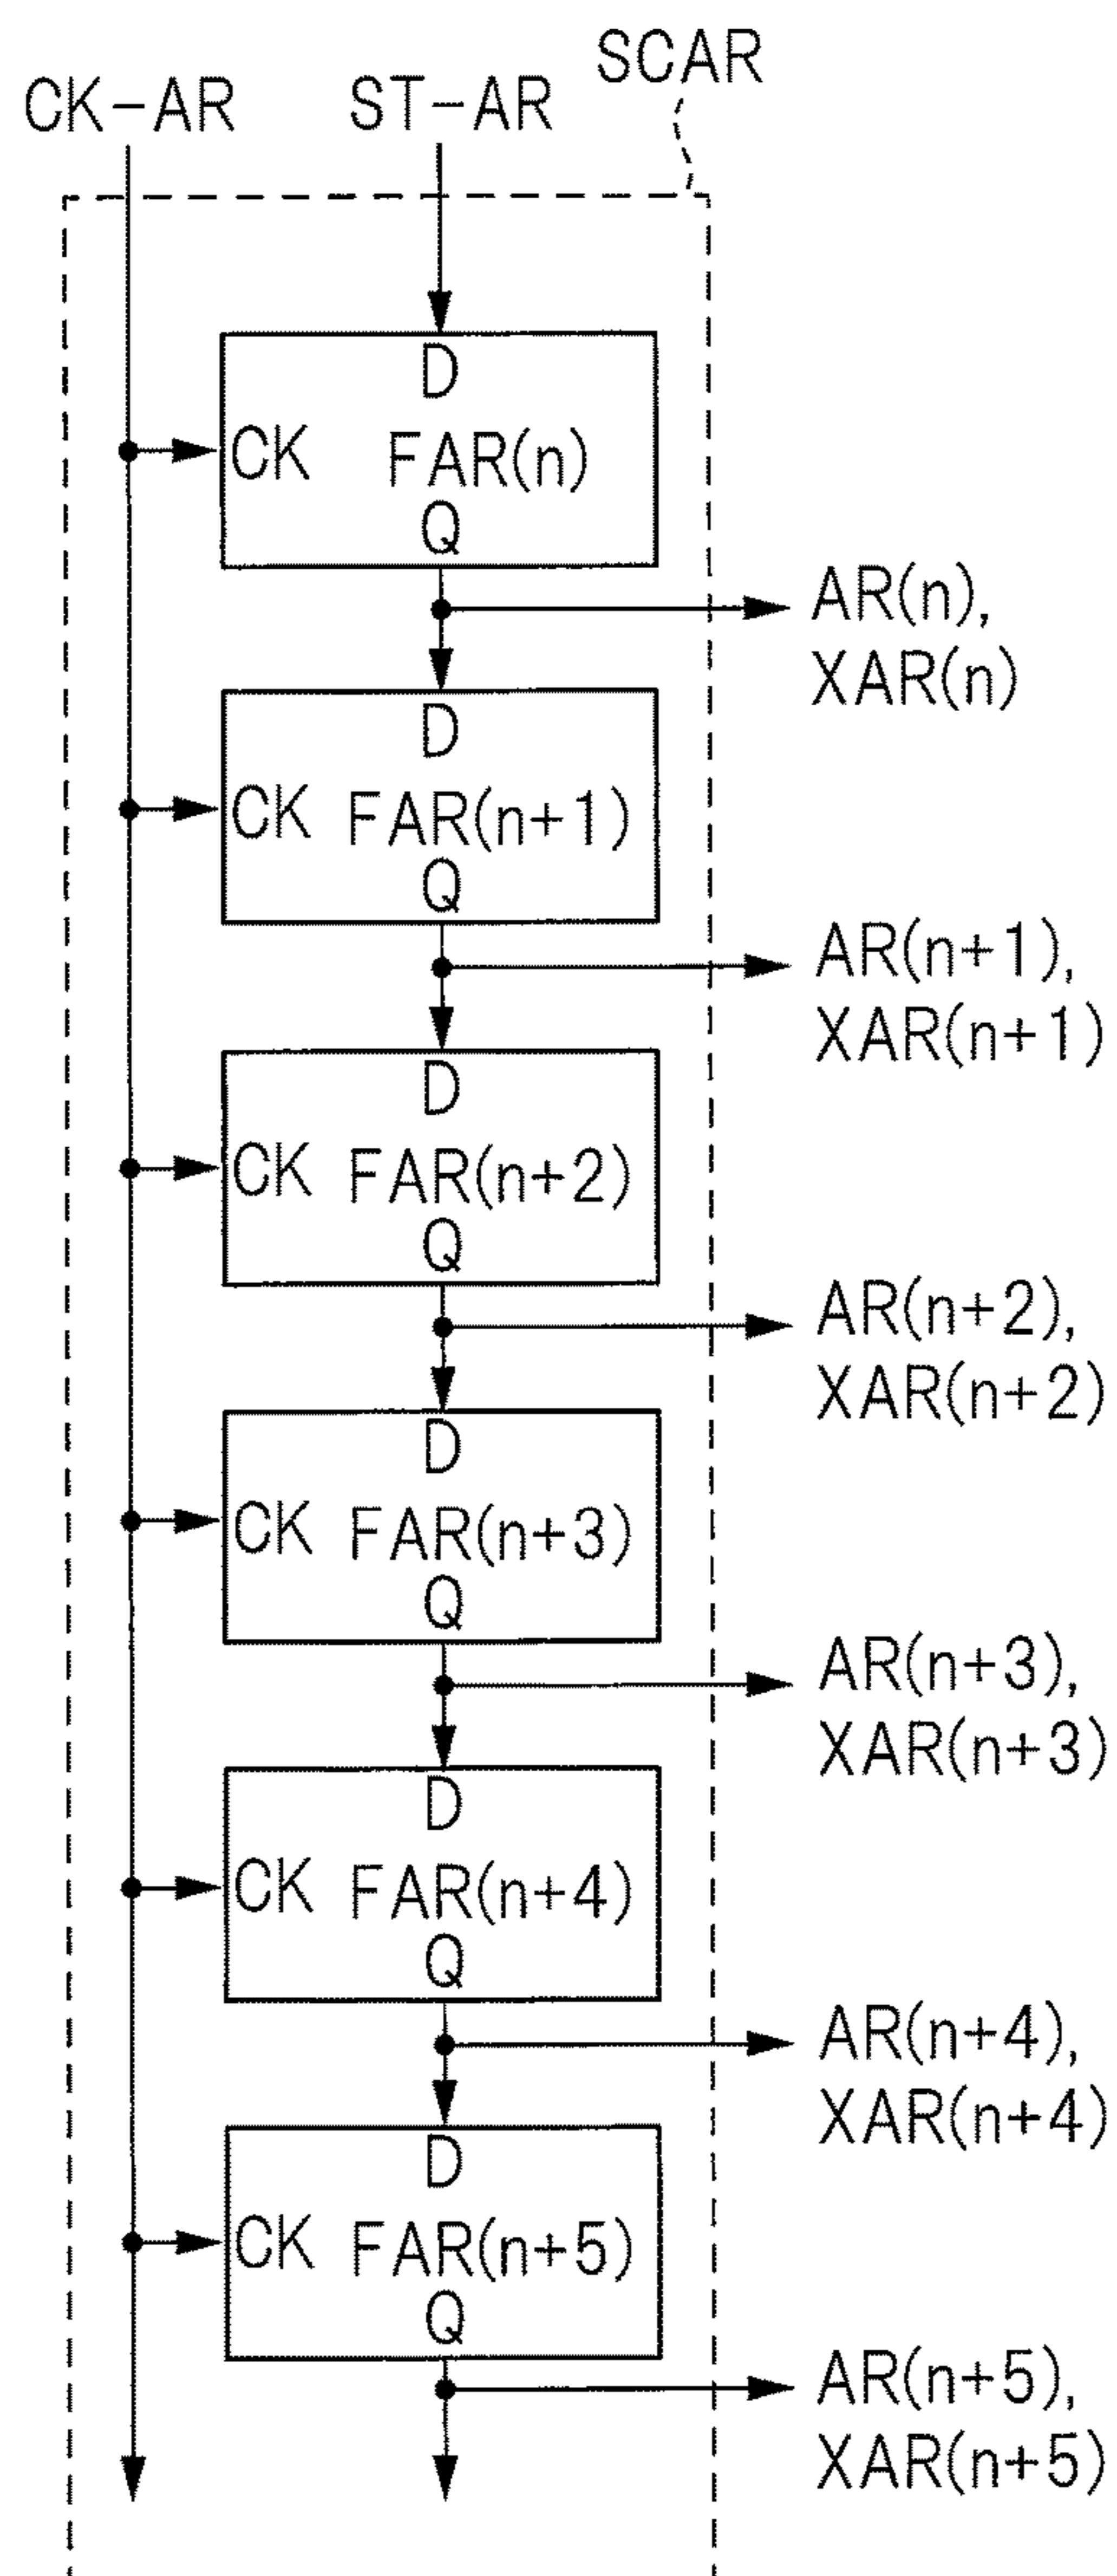 SCAR
CK-AR ST-AR
D
CK FAR(n)
Q
AR(n),
XAR(n)
D
CK FAR(n+1)
Q
AR(n+1),
XAR(n+1)
D
CK FAR(n+2)
Q
AR(n+2),
XAR(n+2)
D
CK FAR(n+3)
Q
AR(n+3),
XAR(n+3)
D
CK FAR(n+4)
Q
AR(n+4),
XAR(n+4)
D
CK FAR(n+5)
Q
AR(n+5),
XAR(n+5)